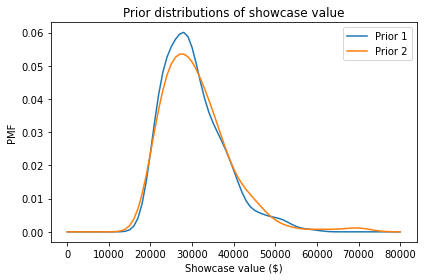 Prior distributions of showcase value
Prior 1
Prior 2
PMF
0.06
0.05
0.04
0.03
0.02
0.01
0.00
0 10000 20000 30000 40000 50000 60000 70000 80000
Showcase value ($)